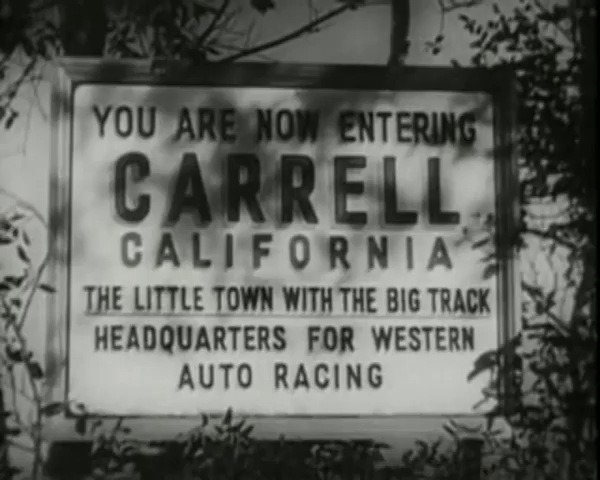 YOU ARE NOW ENTERING
CARRELL
CALIFORNIA
THE LITTLE TOWN WITH THE BIG TRACK
HEADQUARTERS FOR WESTERN
AUTO RACING